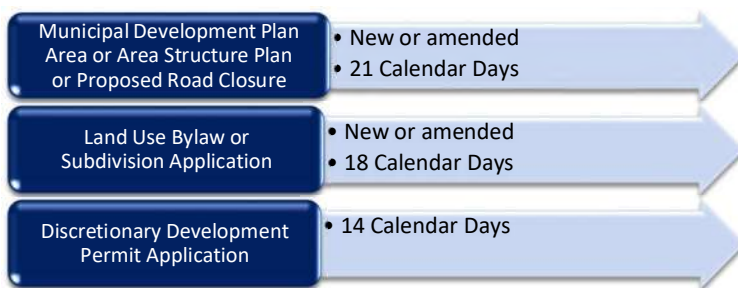 Municipal Development Plan
Area or Area Structure Plan
or Proposed Road Closure
• New or amended
• 21 Calendar Days
Land Use Bylaw or
Subdivision Application
• New or amended
• 18 Calendar Days
Discretionary Development
Permit Application
• 14 Calendar Days